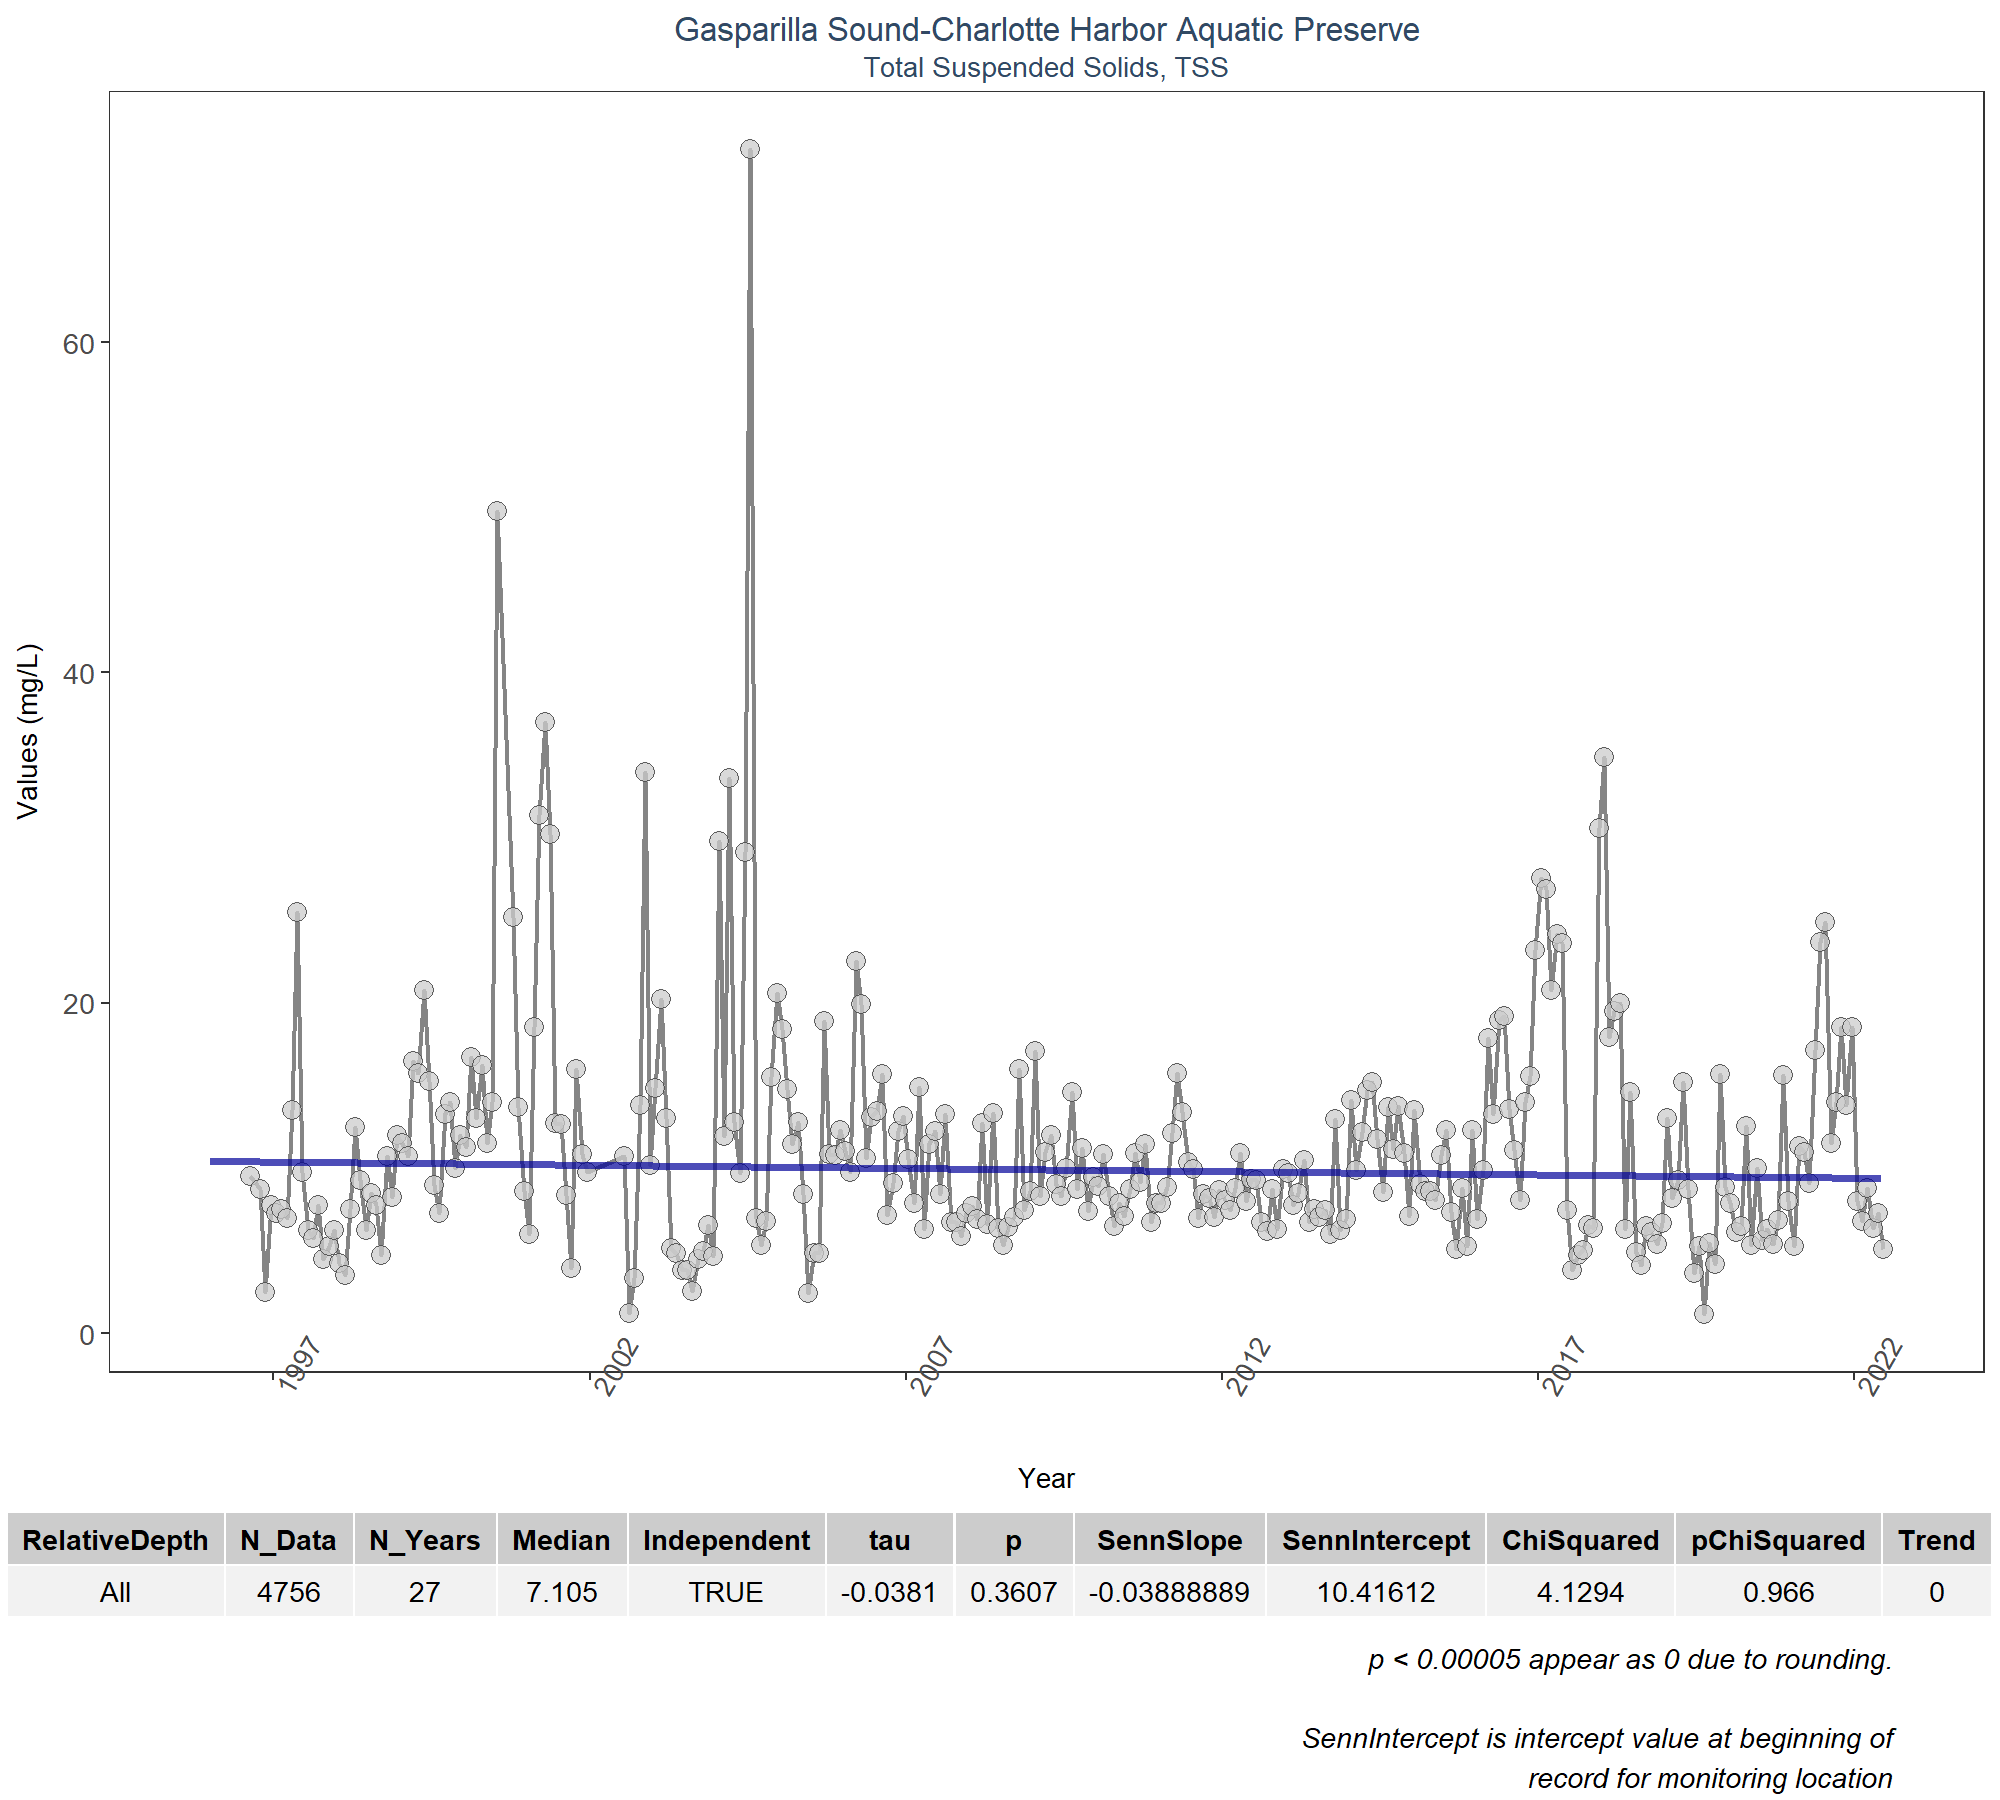 Gasparilla Sound-Charlotte Harbor Aquatic Preserve
Total Suspended Solids, TSS
Values (mg/L)
60
40
20
0
1997 2002 2007 2012 2017 2022
Year
RelativeDepth N_Data N_Years Median Independent tau p SennSlope SennIntercept ChiSquared pChiSquared Trend
All 4756 27 7.105 TRUE -0.0381 0.3607 -0.03888889 10.41612 4.1294 0.966 0
p < 0.00005 appear as 0 due to rounding.
SennIntercept is intercept value at beginning of
record for monitoring location